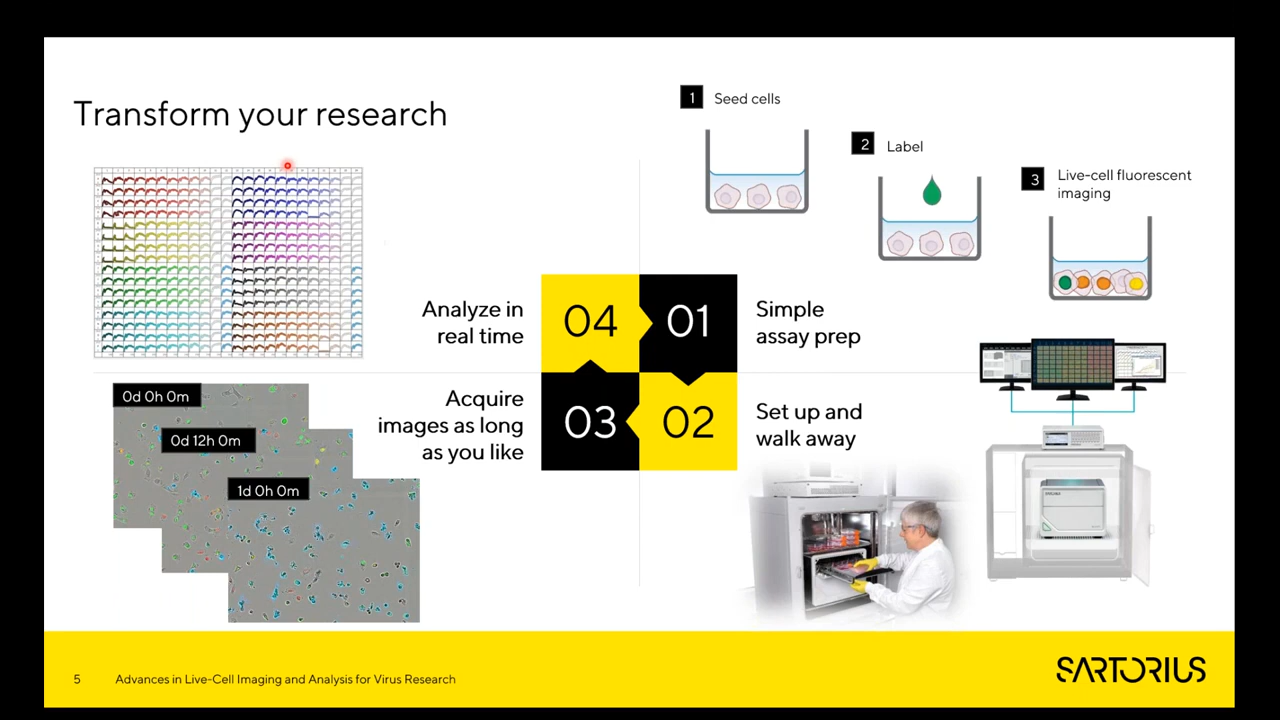 Transform your research
1 Seed cells
2 Label
3 Live-cell fluorescent
imaging
04
01
03
02
Analyze in
real time
Simple
assay prep
Acquire
images as long
as you like
Set up and
walk away
0d 0h 0m
0d 12h 0m
1d 0h 0m
5 Advances in Live-Cell Imaging and Analysis for Virus Research
SARTORIUS